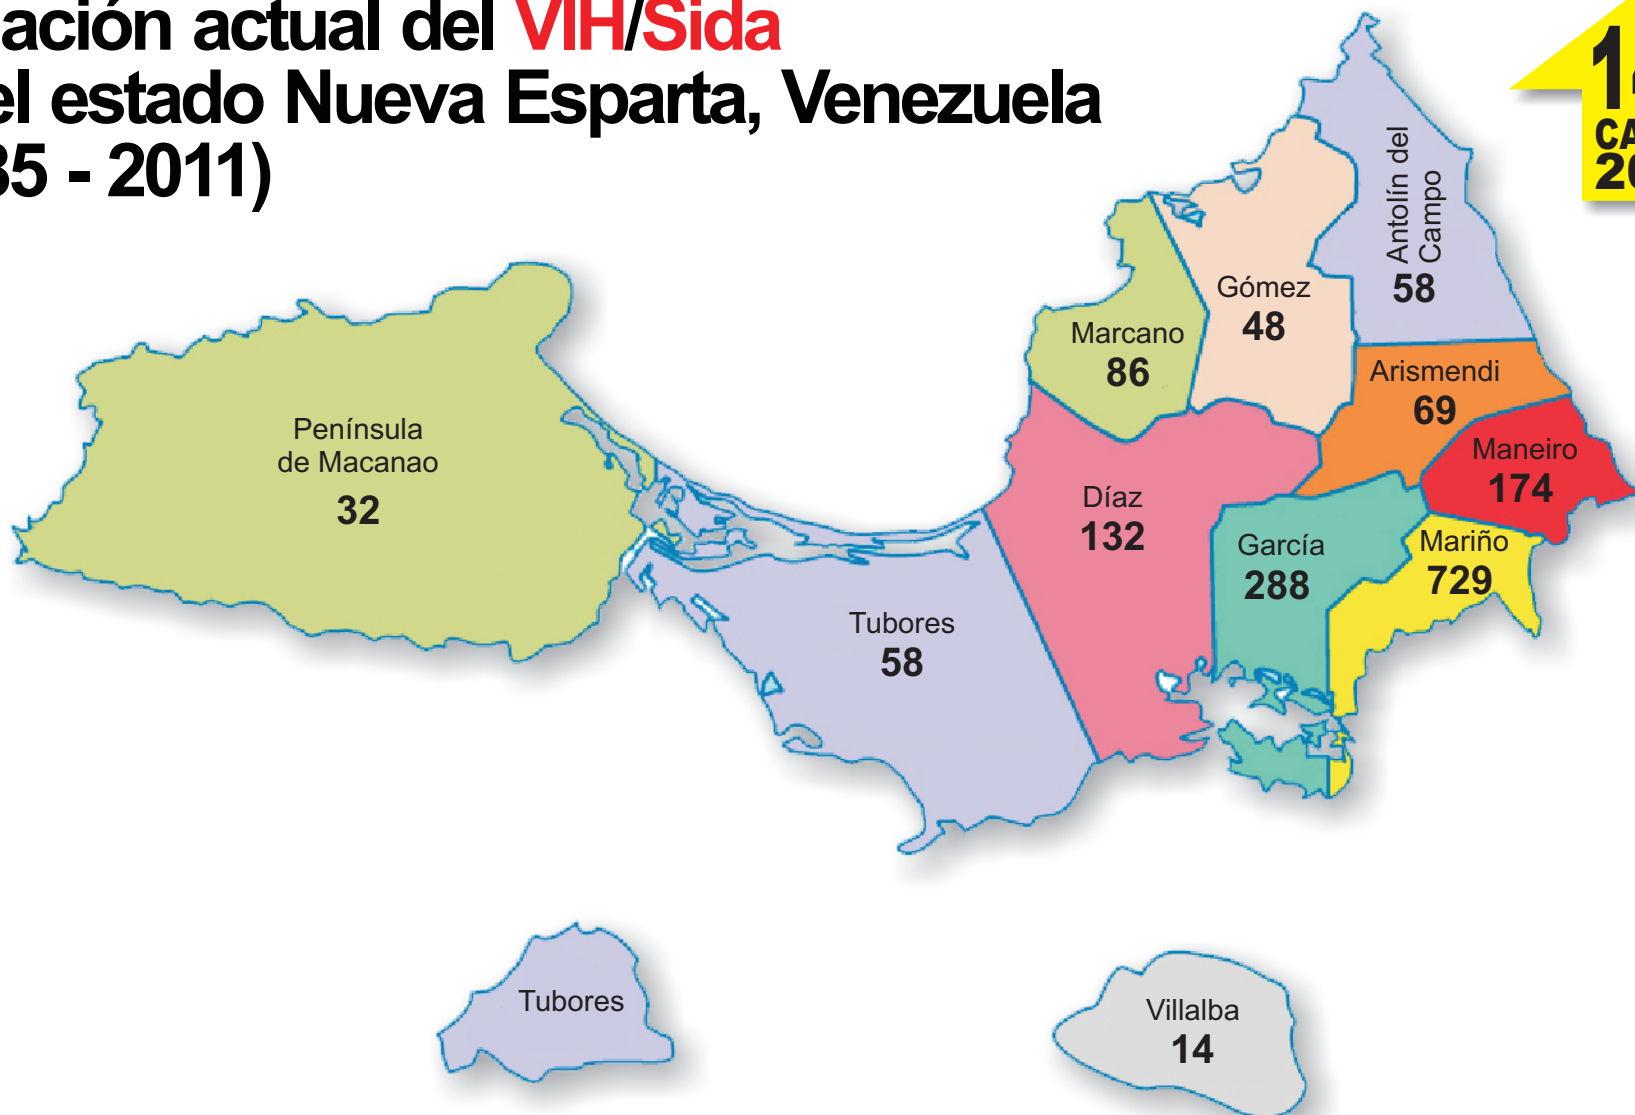 ación actual del VIH/Sida
el estado Nueva Esparta, Venezuela
35 - 2011)
Antolín del
Campo
58
Gómez
48
Marcano
86
Arismendi
69
Península
de Macanao
32
Maneiro
174
Díaz
132
García
288
Mariño
729
Tubores
58
Tubores
Villalba
14